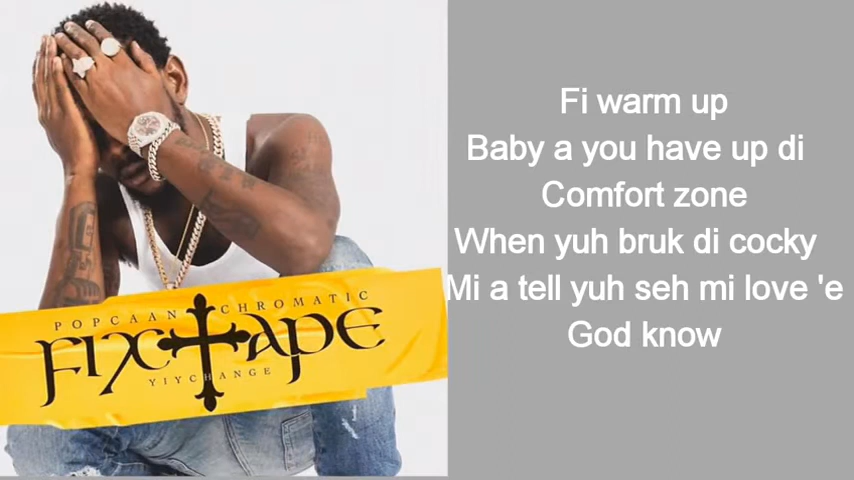 POPCAAN CHROMATIC
FIXTAPE
YIYCHANGE
Fi warm up
Baby a you have up di
Comfort zone
When yuh bruk di cocky
Mi a tell yuh seh mi love 'e
God know